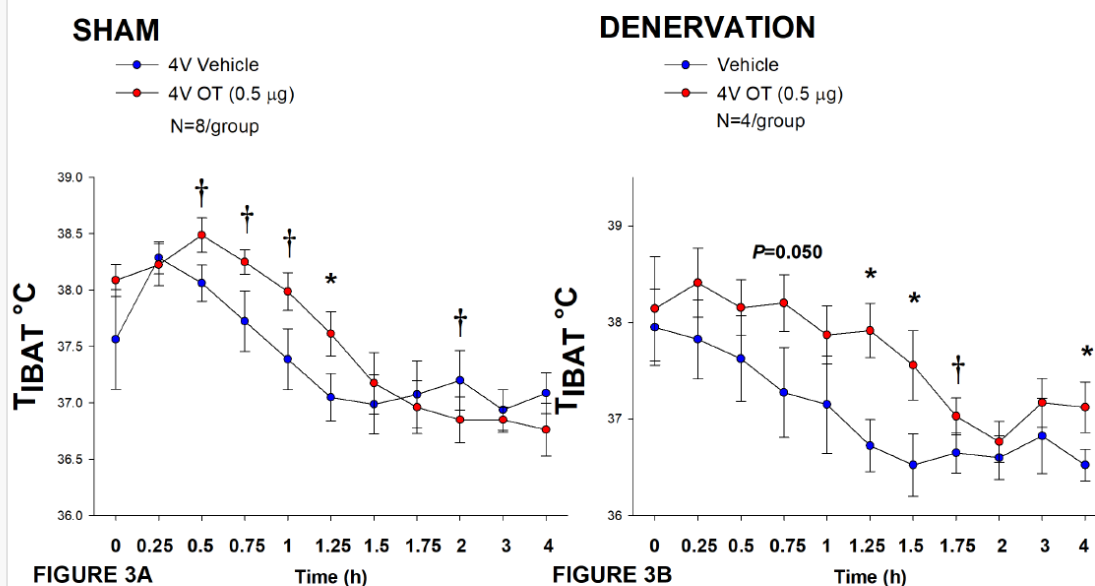 SHAM
4V Vehicle
4V OT (0.5 μg)
N=8/group
TIBAT °C
39.0
38.5
38.0
37.5
37.0
36.5
36.0
†
†
†
*
†
0 0.25 0.5 0.75 1 1.25 1.5 1.75 2 3 4
FIGURE 3A
Time (h)
DENERVATION
Vehicle
4V OT (0.5 μg)
N=4/group
TIBAT °C
39
38
37
36
P=0.050
*
*
†
*
0 0.25 0.5 0.75 1 1.25 1.5 1.75 2 3 4
FIGURE 3B
Time (h)